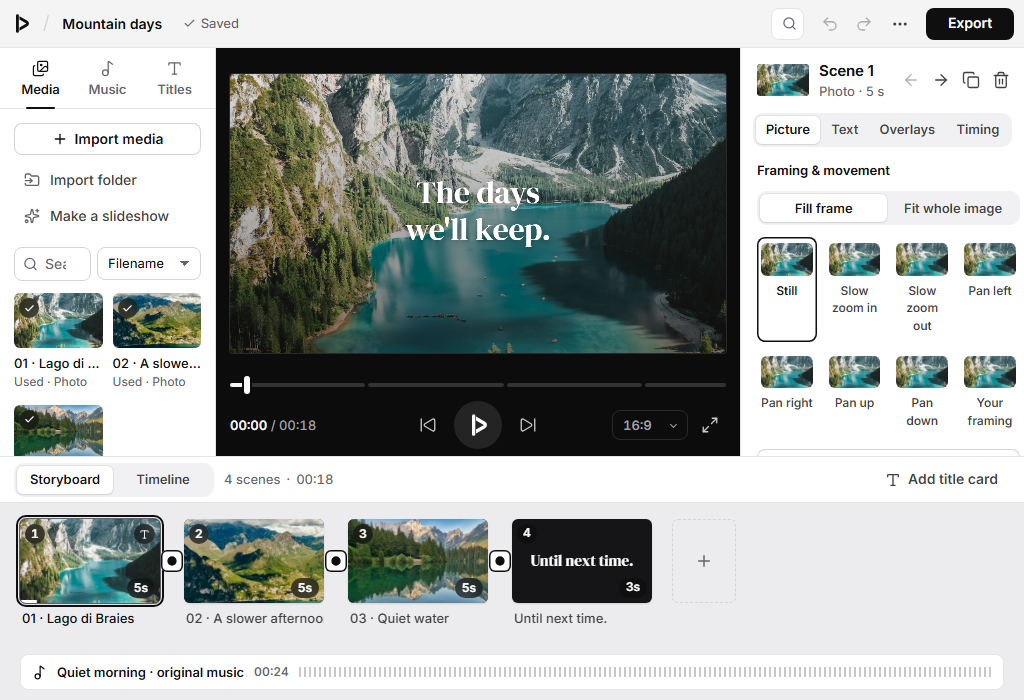 Mountain days
Saved
Export
Media
Music
Titles
Import media
Import folder
Make a slideshow
Filename
01 · Lago di ...
Used · Photo
02 · A slowe...
Used · Photo
The days
we'll keep.
00:00 / 00:18
16:9
Scene 1
Photo · 5 s
Picture
Text
Overlays
Timing
Framing & movement
Fill frame
Fit whole image
Still
Slow
zoom in
Slow
zoom
out
Pan left
Pan right
Pan up
Pan
down
Your
framing
Storyboard
Timeline
4 scenes · 00:18
Add title card
1
T
5s
01 · Lago di Braies
2
5s
02 · A slower afternoo
3
5s
03 · Quiet water
4
Until next time.
3s
Until next time.
Quiet morning · original music
00:24